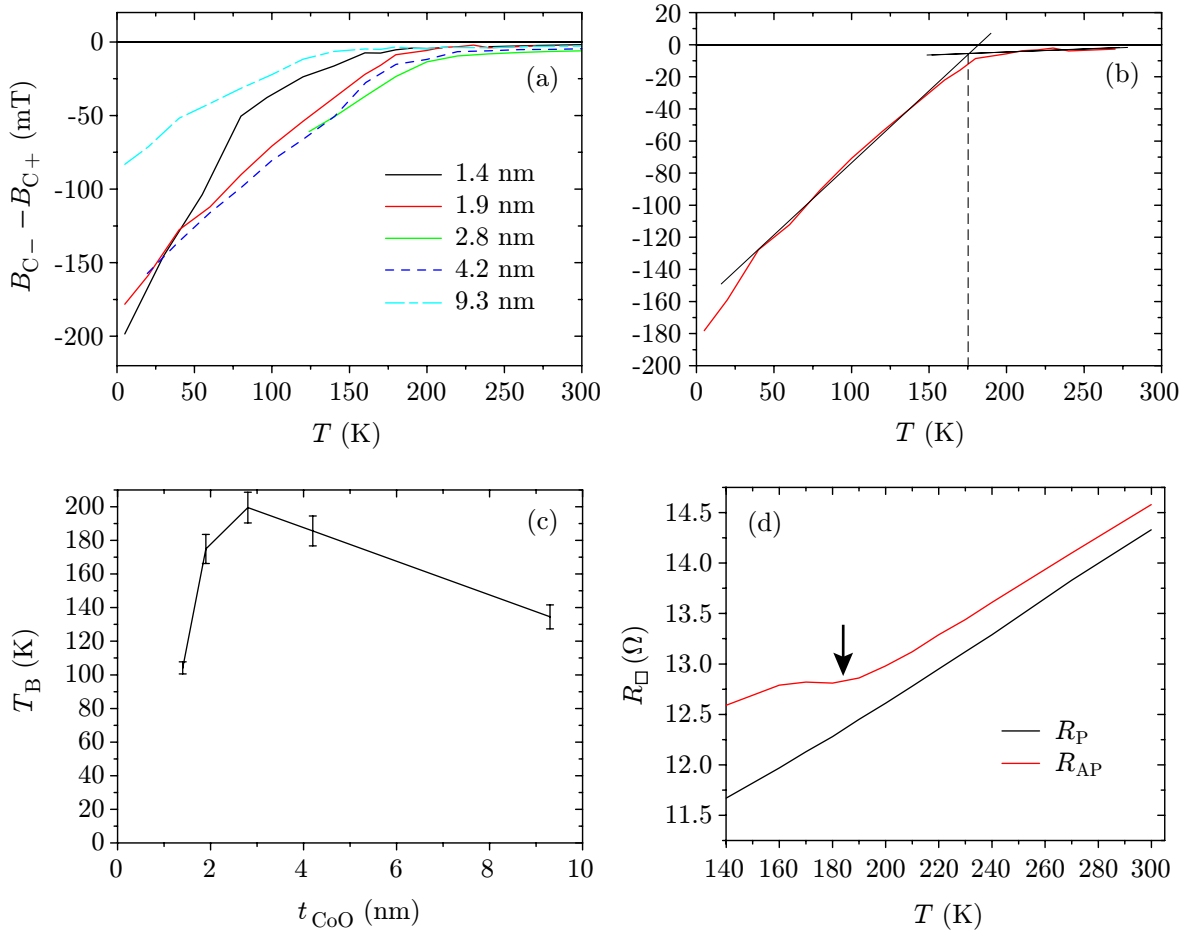 0
-50
-100
-150
-200
B_C− − B_C+ (mT)
(a)
1.4 nm
1.9 nm
2.8 nm
4.2 nm
9.3 nm
0 50 100 150 200 250 300
T (K)
20
0
-20
-40
-60
-80
-100
-120
-140
-160
-180
-200
(b)
0 50 100 150 200 250 300
T (K)
200
180
160
140
120
100
80
60
40
20
0
T_B (K)
(c)
0 2 4 6 8 10
t_CoO (nm)
14.5
14.0
13.5
13.0
12.5
12.0
11.5
R_□ (Ω)
(d)
R_P
R_AP
140 160 180 200 220 240 260 280 300
T (K)